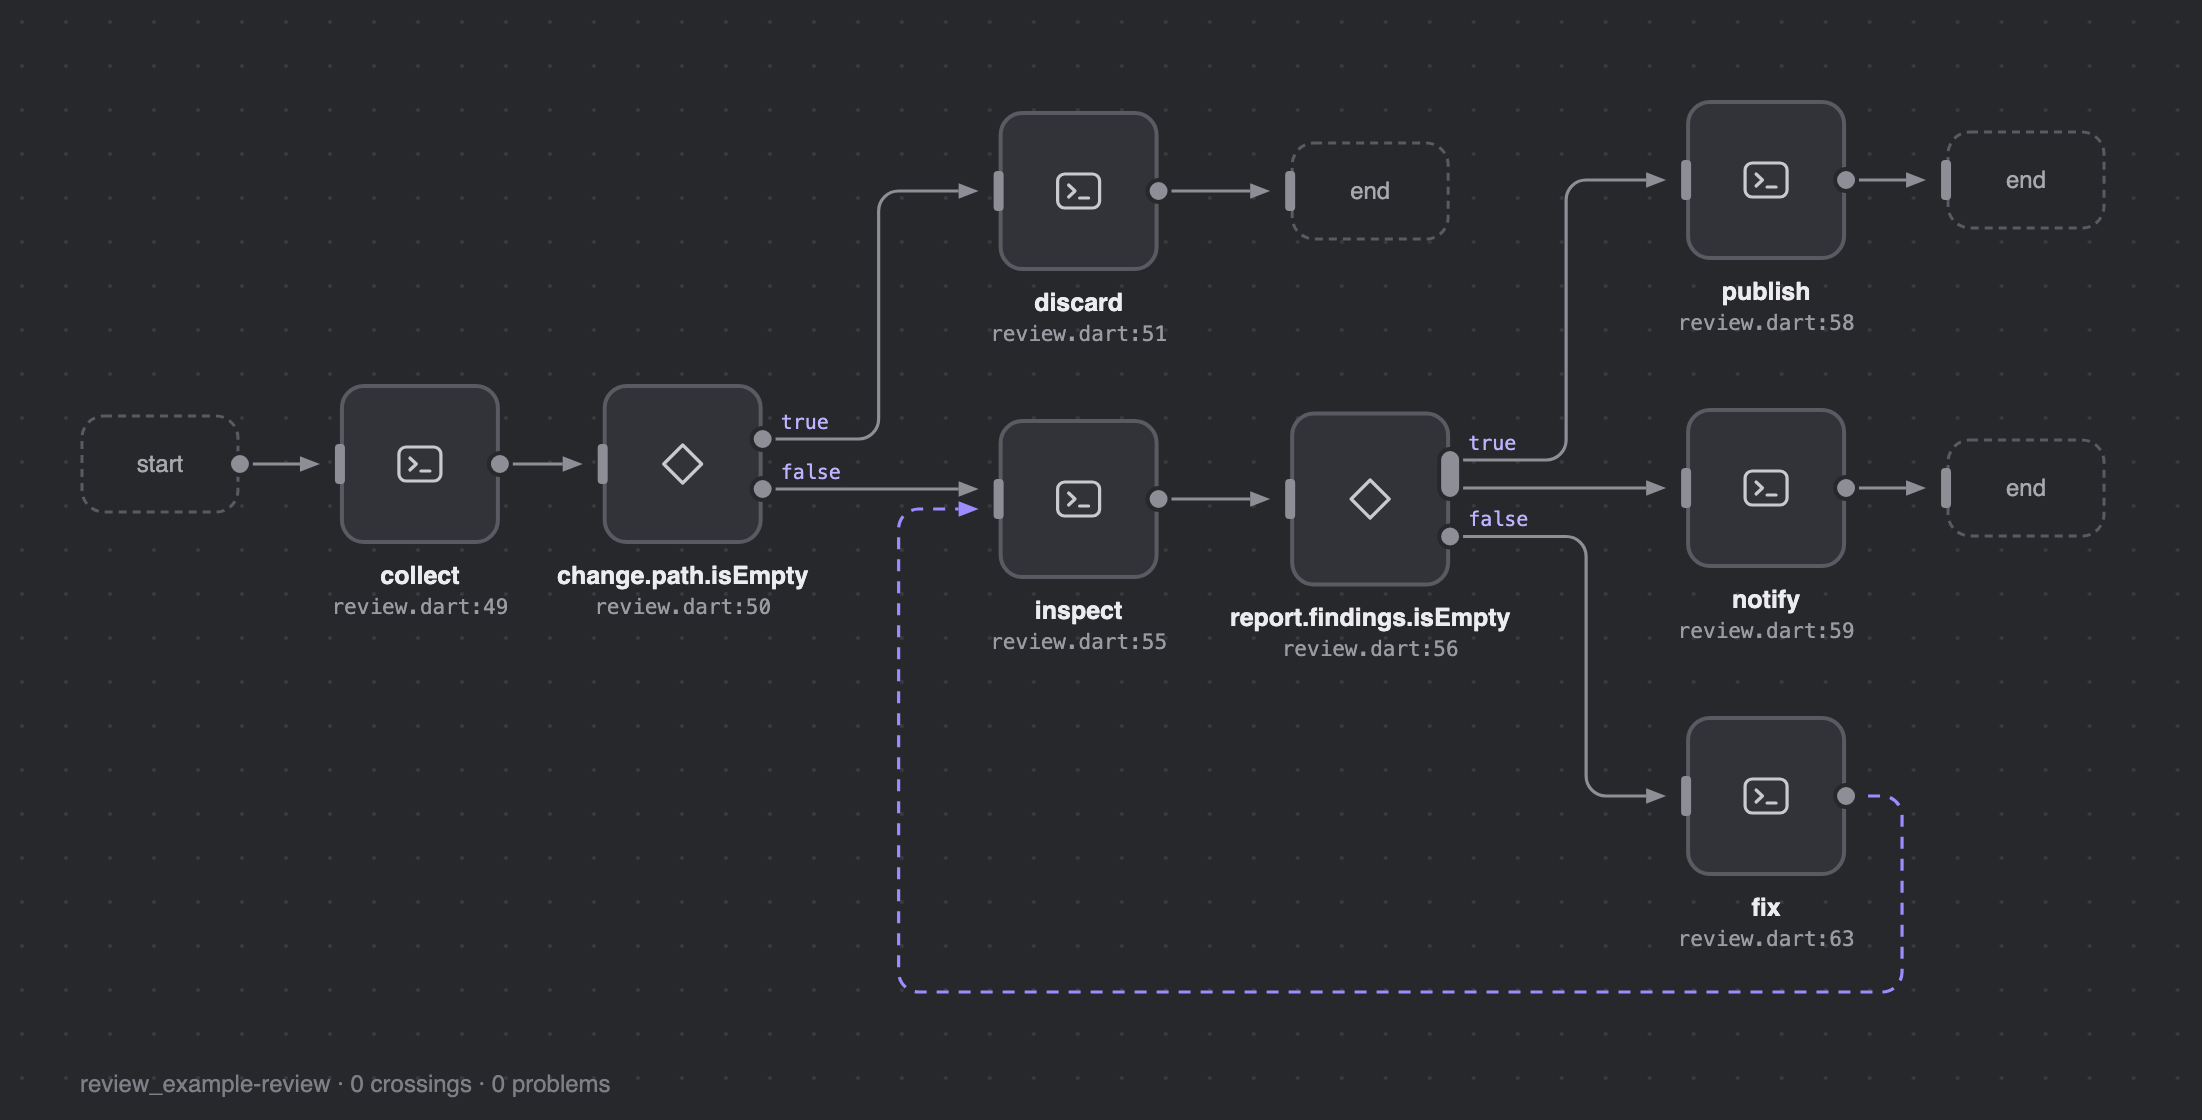 start
collect
review.dart:49
change.path.isEmpty
review.dart:50
true
false
discard
review.dart:51
end
inspect
review.dart:55
report.findings.isEmpty
review.dart:56
true
false
publish
review.dart:58
end
notify
review.dart:59
end
fix
review.dart:63
review_example-review · 0 crossings · 0 problems